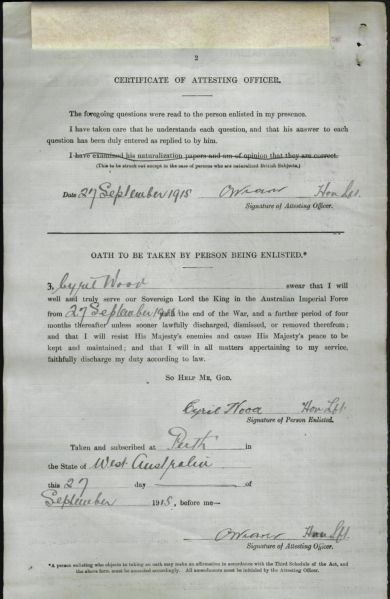 2
CERTIFICATE OF ATTESTING OFFICER.
The foregoing questions were read to the person enlisted in my presence.
I have taken care that he understands each question, and that his answer to each
question has been duly entered as replied to by him.
I have examined his naturalization papers and am of opinion that they are correct.
(This to be struck out except in the case of persons who are naturalized British Subjects.)
Date 27 September 1915 Hon Lt.
Signature of Attesting Officer.
OATH TO BE TAKEN BY PERSON BEING ENLISTED.*
I, Cyril Wood swear that I will
well and truly serve our Sovereign Lord the King in the Australian Imperial Force
from 27 September 1915 until the end of the War, and a further period of four
months thereafter unless sooner lawfully discharged, dismissed, or removed therefrom; and
that I will resist His Majesty's enemies and cause His Majesty's peace to be
kept and maintained; and that I will in all matters appertaining to my service,
faithfully discharge my duty according to law.
SO HELP ME, GOD.
Cyril Wood Hon Lft.
Signature of Person Enlisted.
Taken and subscribed at Perth in
the State of West Australia
this 27 day of
September 1915, before me—
Hon Lft.
Signature of Attesting Officer.
*A person enlisting who objects to taking an oath may make an affirmation in accordance with the Third Schedule of the Act, and
the above form must be amended accordingly. All amendments must be initialed by the Attesting Officer.